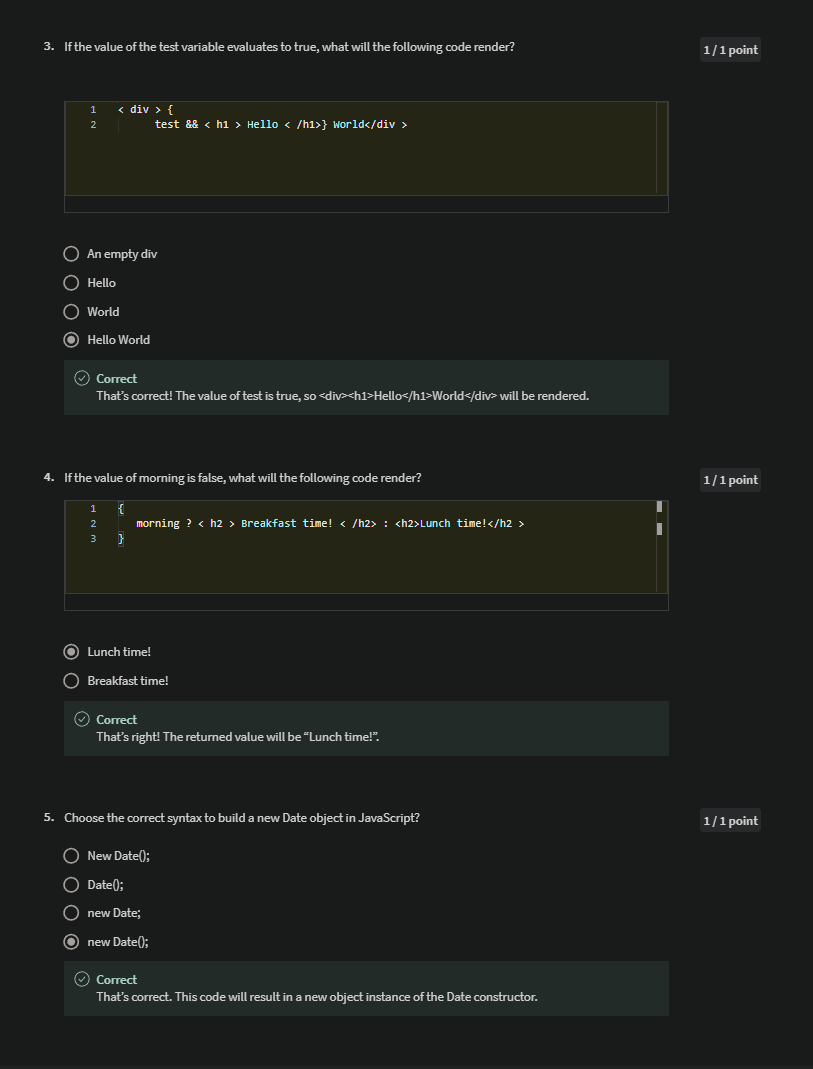 3. If the value of the test variable evaluates to true, what will the following code render?
1 / 1 point
1 < div > {
2 test && < h1 > Hello < /h1>} World</div >
An empty div
Hello
World
Hello World
Correct
That's correct! The value of test is true, so <div><h1>Hello</h1>World</div> will be rendered.
4. If the value of morning is false, what will the following code render?
1 / 1 point
1 {
2 morning ? < h2 > Breakfast time! < /h2> : <h2>Lunch time!</h2 >
3 }
Lunch time!
Breakfast time!
Correct
That's right! The returned value will be “Lunch time!”.
5. Choose the correct syntax to build a new Date object in JavaScript?
1 / 1 point
New Date();
Date();
new Date;
new Date();
Correct
That's correct. This code will result in a new object instance of the Date constructor.